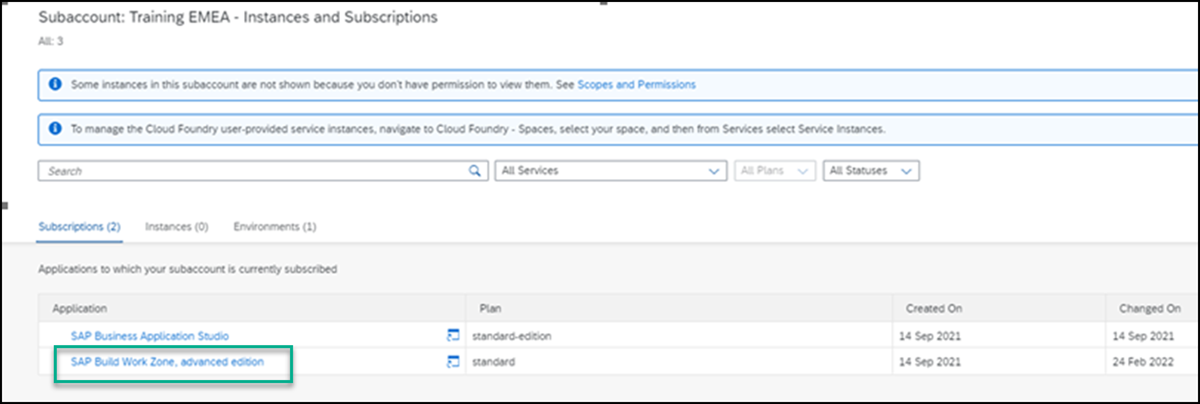 Subaccount: Training EMEA - Instances and Subscriptions
All: 3
Some instances in this subaccount are not shown because you don't have permission to view them. See Scopes and Permissions
To manage the Cloud Foundry user-provided service instances, navigate to Cloud Foundry - Spaces, select your space, and then from Services select Service Instances.
Search All Services All Plans All Statuses
Subscriptions (2) Instances (0) Environments (1)
Applications to which your subaccount is currently subscribed
Application Plan Created On Changed On
SAP Business Application Studio standard-edition 14 Sep 2021 14 Sep 2021
SAP Build Work Zone, advanced edition standard 14 Sep 2021 24 Feb 2022